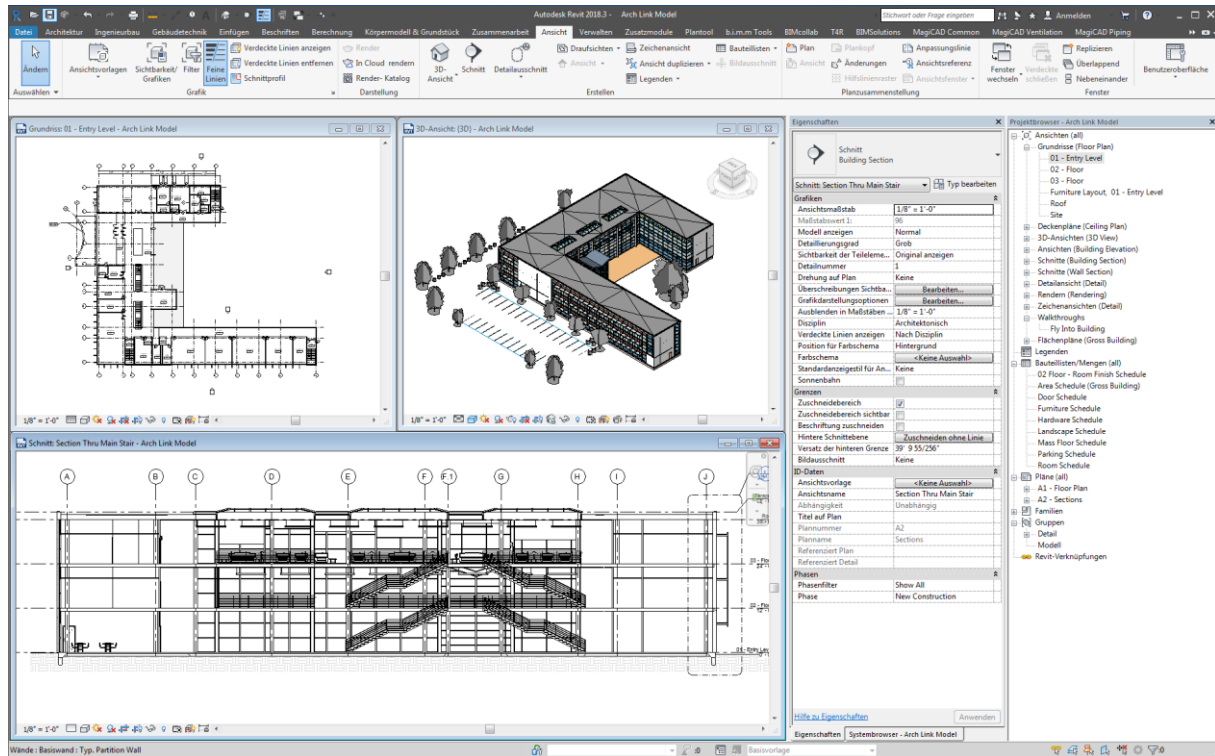 Autodesk Revit 2018.3 - Arch Link Model
Stichwort oder Frage eingeben
Anmelden
Datei Architektur Ingenieurbau Gebäudetechnik Einfügen Beschriften Berechnung Körpermodell & Grundstück Zusammenarbeit Ansicht Verwalten Zusatzmodule Plantool b.i.m.m Tools BIMcollab T4R BIMSolutions MagiCAD Common MagiCAD Ventilation MagiCAD Piping
Ändern
Auswählen
Ansichtsvorlagen
Sichtbarkeit/ Grafiken
Filter
Feine Linien
Verdeckte Linien anzeigen
Verdeckte Linien entfernen
Schnittprofil
Grafik
Render
In Cloud rendern
Render- Katalog
Darstellung
3D- Ansicht
Schnitt
Detailausschnitt
Draufsichten
Ansicht
Zeichenansicht
Ansicht duplizieren
Legenden
Bauteillisten
Bildausschnitt
Erstellen
Plan
Ansicht
Plankopf
Änderungen
Hilfslinienraster
Anpassungslinie
Ansichtsreferenz
Ansichtsfenster
Planzusammenstellung
Fenster wechseln
Verdeckte schließen
Replizieren
Überlappend
Nebeneinander
Fenster
Benutzeroberfläche
Grundriss: 01 - Entry Level - Arch Link Model
1/8" = 1'-0"
3D-Ansicht: {3D} - Arch Link Model
1/8" = 1'-0"
Schnitt: Section Thru Main Stair - Arch Link Model
A B C D E F F.1 G H I J
1/8" = 1'-0"
Eigenschaften
Schnitt
Building Section
Schnitt: Section Thru Main Stair
Typ bearbeiten
Grafiken
Ansichtsmaßstab 1/8" = 1'-0"
Maßstabswert 1: 96
Modell anzeigen Normal
Detaillierungsgrad Grob
Sichtbarkeit der Teileleme... Original anzeigen
Detailnummer 1
Drehung auf Plan Keine
Überschreibungen Sichtba... Bearbeiten...
Grafikdarstellungsoptionen Bearbeiten...
Ausblenden in Maßstäben ... 1/8" = 1'-0"
Disziplin Architektonisch
Verdeckte Linien anzeigen Nach Disziplin
Position für Farbschema Hintergrund
Farbschema <Keine Auswahl>
Standardanzeigestil für An... Keine
Sonnenbahn
Grenzen
Zuschneidebereich
Zuschneidebereich sichtbar
Beschriftung zuschneiden
Hintere Schnittebene Zuschneiden ohne Linie
Versatz der hinteren Grenze 39' 9 55/256"
Bildausschnitt Keine
ID-Daten
Ansichtsvorlage <Keine Auswahl>
Ansichtsname Section Thru Main Stair
Abhängigkeit Unabhängig
Titel auf Plan
Plannummer A2
Planname Sections
Referenziert Plan
Referenziert Detail
Phasen
Phasenfilter Show All
Phase New Construction
Hilfe zu Eigenschaften
Anwenden
Eigenschaften
Systembrowser - Arch Link Model
Projektbrowser - Arch Link Model
Ansichten (all)
Grundrisse (Floor Plan)
01 - Entry Level
02 - Floor
03 - Floor
Furniture Layout, 01 - Entry Level
Roof
Site
Deckenpläne (Ceiling Plan)
3D-Ansichten (3D View)
Ansichten (Building Elevation)
Schnitte (Building Section)
Schnitte (Wall Section)
Detailansicht (Detail)
Rendern (Rendering)
Zeichenansichten (Detail)
Walkthroughs
Fly Into Building
Flächenpläne (Gross Building)
Legenden
Bauteillisten/Mengen (all)
02 Floor - Room Finish Schedule
Area Schedule (Gross Building)
Door Schedule
Furniture Schedule
Hardware Schedule
Landscape Schedule
Mass Floor Schedule
Parking Schedule
Room Schedule
Pläne (all)
A1 - Floor Plan
A2 - Sections
Familien
Gruppen
Detail
Modell
Revit-Verknüpfungen
Wände : Basiswand : Typ. Partition Wall
:0
Basisvorlage
:0